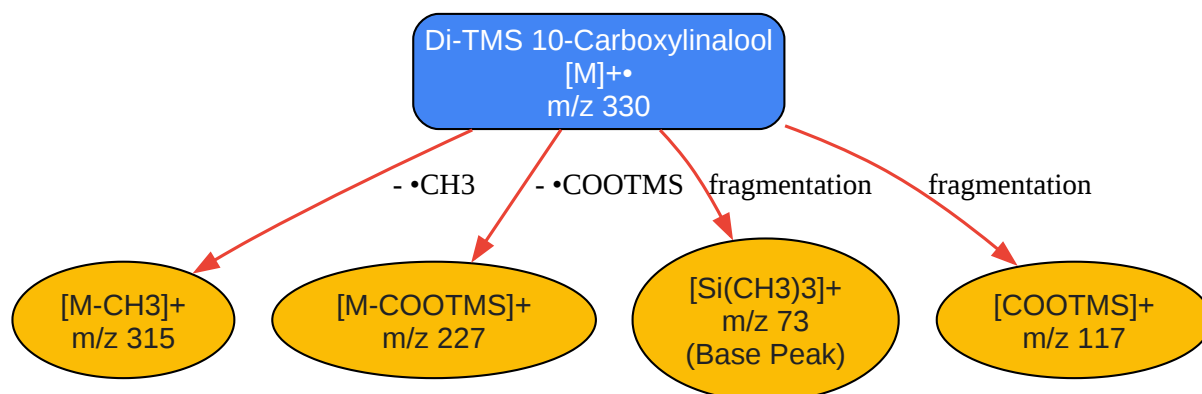 Di-TMS 10-Carboxylinalool
[M]+•
m/z 330
- •CH3
- •COOTMS
fragmentation
fragmentation
[M-CH3]+
m/z 315
[M-COOTMS]+
m/z 227
[Si(CH3)3]+
m/z 73
(Base Peak)
[COOTMS]+
m/z 117